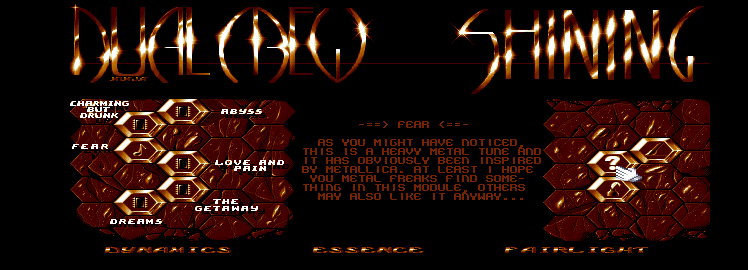 DUAL CREW SHINING
CHARMING
BUT
DRUNK
ABYSS
FEAR
LOVE AND
PAIN
THE
GETAWAY
DREAMS
-==> FEAR <==-
AS YOU MIGHT HAVE NOTICED,
THIS IS A HEAVY METAL TUNE AND
IT HAS OBVIOUSLY BEEN INSPIRED
BY METALLICA. AT LEAST I HOPE
YOU METAL FREAKS FIND SOME-
THING IN THIS MODULE. OTHERS
MAY ALSO LIKE IT ANYWAY...
?
DYNAMICS ESSENCE FAIRLIGHT